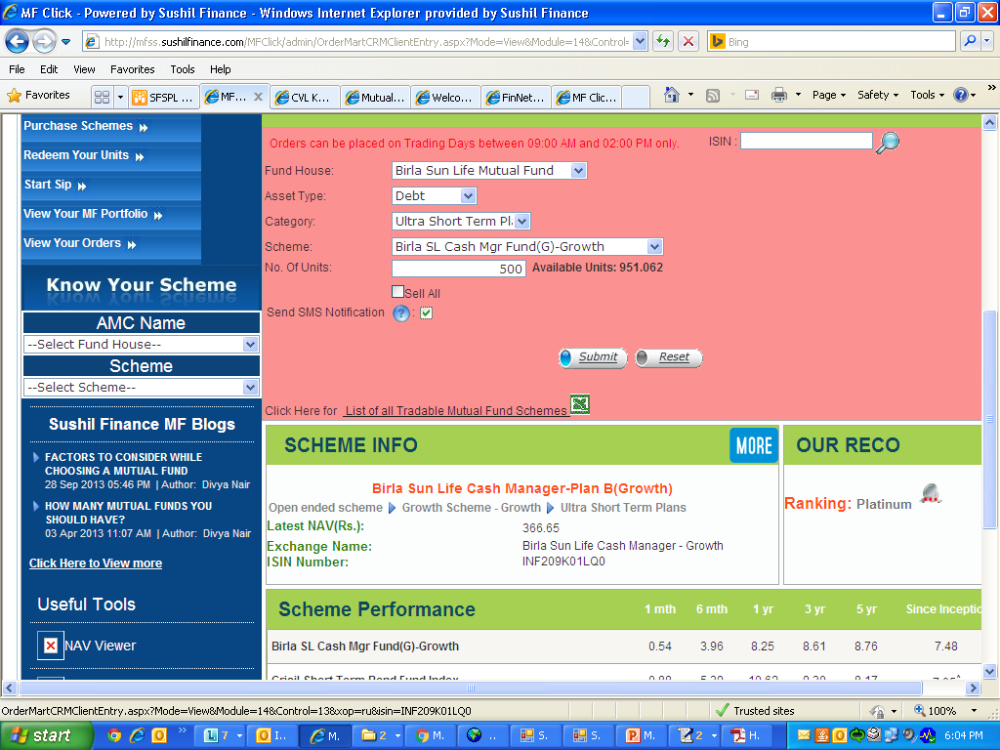 MF Click - Powered by Sushil Finance - Windows Internet Explorer provided by Sushil Finance
http://mfss.sushilfinance.com/MFClick/admin/OrderMartCRMClientEntry.aspx?Mode=View&Module=14&Control=
Bing
File Edit View Favorites Tools Help
Favorites
SFSPL ...
MF...
CVL K...
Mutual...
Welco...
FinNet...
MF Clic...
Page
Safety
Tools
Purchase Schemes
Redeem Your Units
Start Sip
View Your MF Portfolio
View Your Orders
Know Your Scheme
AMC Name
--Select Fund House--
Scheme
--Select Scheme--
Sushil Finance MF Blogs
FACTORS TO CONSIDER WHILE
CHOOSING A MUTUAL FUND
28 Sep 2013 05:46 PM | Author: Divya Nair
HOW MANY MUTUAL FUNDS YOU
SHOULD HAVE?
03 Apr 2013 11:07 AM | Author: Divya Nair
Click Here to View more
Useful Tools
NAV Viewer
Orders can be placed on Trading Days between 09:00 AM and 02:00 PM only.
ISIN :
Fund House: Birla Sun Life Mutual Fund
Asset Type: Debt
Category: Ultra Short Term Pl
Scheme: Birla SL Cash Mgr Fund(G)-Growth
No. Of Units: 500 Available Units: 951.062
Sell All
Send SMS Notification ? :
Submit Reset
Click Here for List of all Tradable Mutual Fund Schemes
SCHEME INFO MORE
Birla Sun Life Cash Manager-Plan B(Growth)
Open ended scheme Growth Scheme - Growth Ultra Short Term Plans
Latest NAV(Rs.): 366.65
Exchange Name: Birla Sun Life Cash Manager - Growth
ISIN Number: INF209K01LQ0
OUR RECO
Ranking: Platinum
Scheme Performance 1 mth 6 mth 1 yr 3 yr 5 yr Since Inceptio
Birla SL Cash Mgr Fund(G)-Growth 0.54 3.96 8.25 8.61 8.76 7.48
OrderMartCRMClientEntry.aspx?Mode=View&Module=14&Control=13&xop=ru&isin=INF209K01LQ0
Trusted sites
100%
start
7
I...
M.
2
M.
..
S.
S.
M.
2
H.
6:04 PM